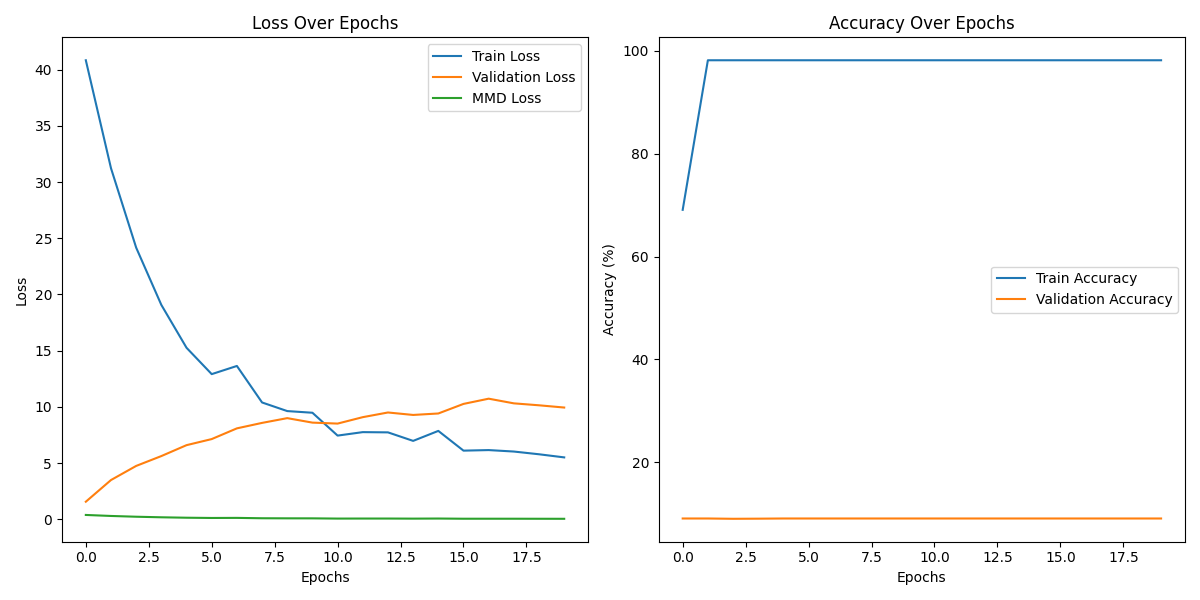 Loss Over Epochs
Loss
40
35
30
25
20
15
10
5
0
Train Loss
Validation Loss
MMD Loss
0.0 2.5 5.0 7.5 10.0 12.5 15.0 17.5
Epochs
Accuracy Over Epochs
Accuracy (%)
100
80
60
40
20
Train Accuracy
Validation Accuracy
0.0 2.5 5.0 7.5 10.0 12.5 15.0 17.5
Epochs